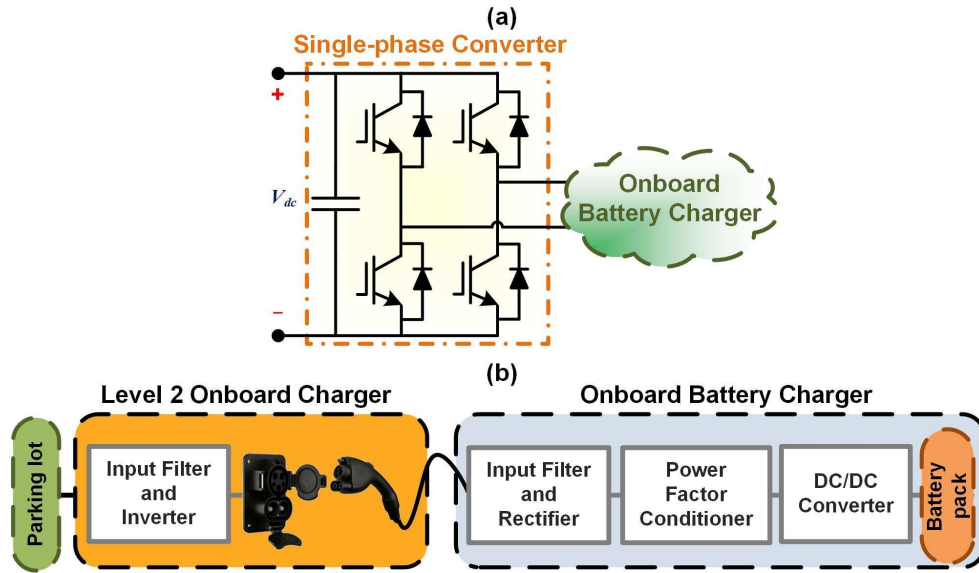 (a)
Single-phase Converter
+
Vdc
−
Onboard
Battery Charger
(b)
Level 2 Onboard Charger
Onboard Battery Charger
Parking lot
Input Filter
and
Inverter
Input Filter
and
Rectifier
Power
Factor
Conditioner
DC/DC
Converter
Battery
pack